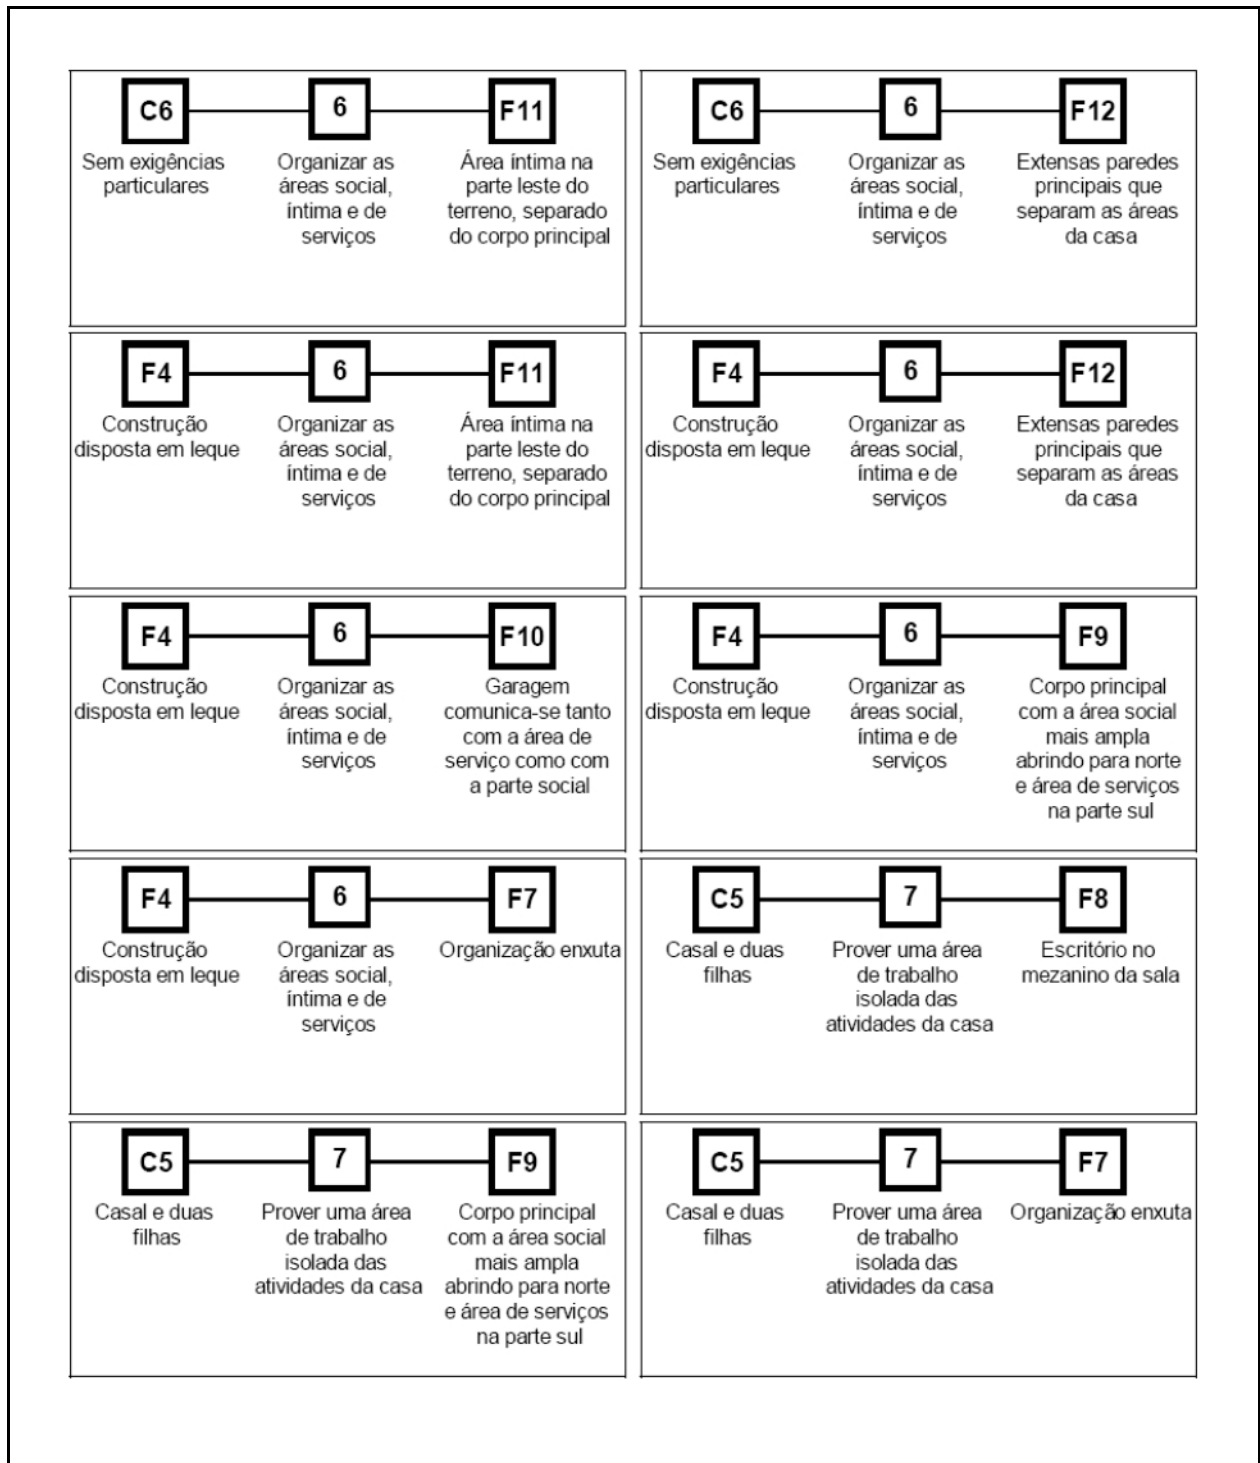 C6 6 F11
Sem exigências
particulares
Organizar as
áreas social,
íntima e de
serviços
Área íntima na
parte leste do
terreno, separado
do corpo principal
C6 6 F12
Sem exigências
particulares
Organizar as
áreas social,
íntima e de
serviços
Extensas paredes
principais que
separam as áreas
da casa
F4 6 F11
Construção
disposta em leque
Organizar as
áreas social,
íntima e de
serviços
Área íntima na
parte leste do
terreno, separado
do corpo principal
F4 6 F12
Construção
disposta em leque
Organizar as
áreas social,
íntima e de
serviços
Extensas paredes
principais que
separam as áreas
da casa
F4 6 F10
Construção
disposta em leque
Organizar as
áreas social,
íntima e de
serviços
Garagem
comunica-se tanto
com a área de
serviço como com
a parte social
F4 6 F9
Construção
disposta em leque
Organizar as
áreas social,
íntima e de
serviços
Corpo principal
com a área social
mais ampla
abrindo para norte
e área de serviços
na parte sul
F4 6 F7
Construção
disposta em leque
Organizar as
áreas social,
íntima e de
serviços
Organização enxuta
C5 7 F8
Casal e duas
filhas
Prover uma área
de trabalho
isolada das
atividades da casa
Escritório no
mezanino da sala
C5 7 F9
Casal e duas
filhas
Prover uma área
de trabalho
isolada das
atividades da casa
Corpo principal
com a área social
mais ampla
abrindo para norte
e área de serviços
na parte sul
C5 7 F7
Casal e duas
filhas
Prover uma área
de trabalho
isolada das
atividades da casa
Organização enxuta